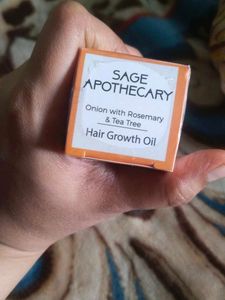 SAGE
APOTHECARY
Onion with Rosemary
& Tea Tree
Hair Growth Oil